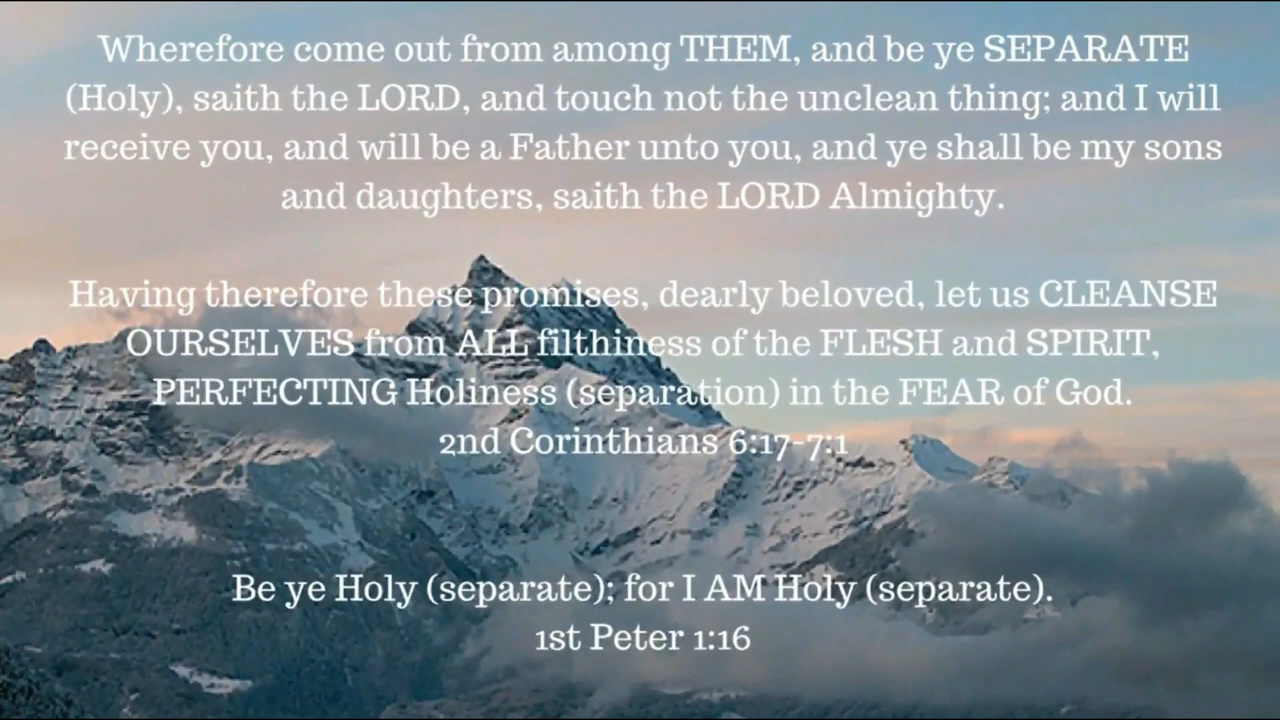 Wherefore come out from among THEM, and be ye SEPARATE
(Holy), saith the LORD, and touch not the unclean thing; and I will
receive you, and will be a Father unto you, and ye shall be my sons
and daughters, saith the LORD Almighty.
Having therefore these promises, dearly beloved, let us CLEANSE
OURSELVES from ALL filthiness of the FLESH and SPIRIT,
PERFECTING Holiness (separation) in the FEAR of God.
2nd Corinthians 6:17-7:1
Be ye Holy (separate); for I AM Holy (separate).
1st Peter 1:16